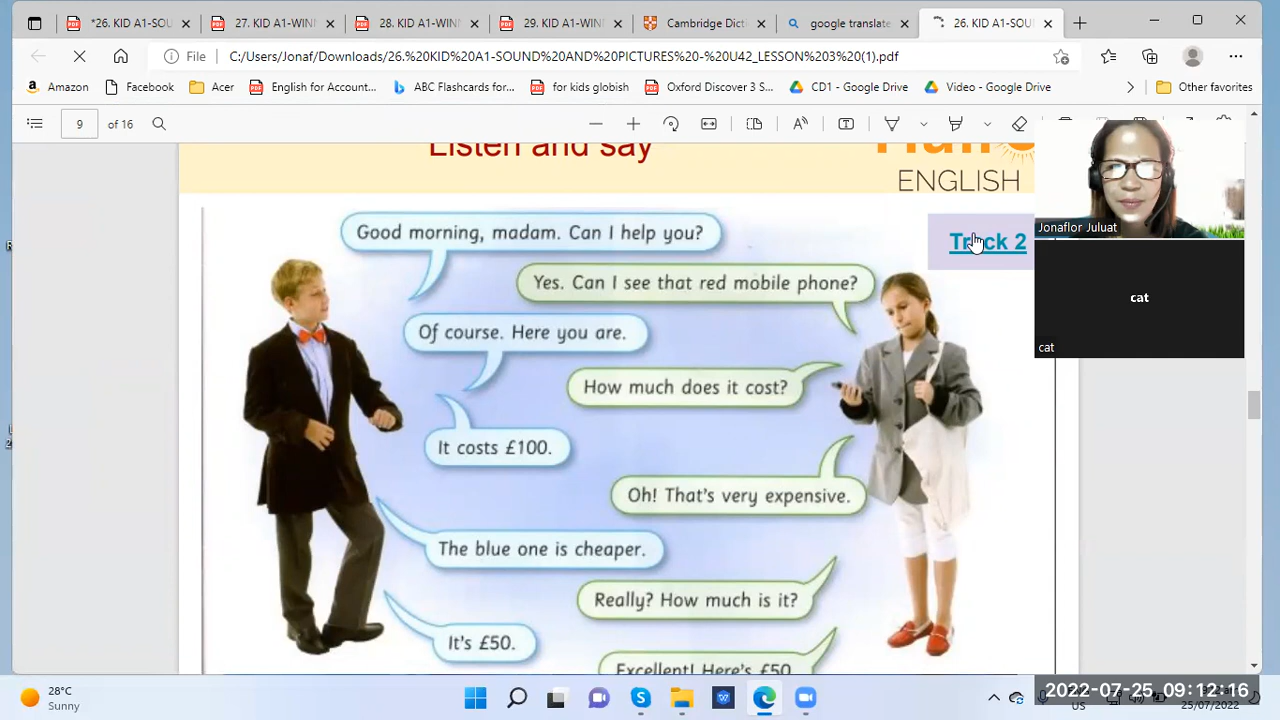 *26. KID A1-SOU
27. KID A1-WINN
28. KID A1-WINN
29. KID A1-WINN
Cambridge Dict
google translate
26. KID A1-SOU
File
C:/Users/Jonaf/Downloads/26.%20KID%20A1-SOUND%20AND%20PICTURES%20-%20U42_LESSON%203%20(1).pdf
Amazon
Facebook
English for Account...
ABC Flashcards for...
for kids globish
Oxford Discover 3 S...
CD1 - Google Drive
Video - Google Drive
Other favorites
9 of 16
Listen and say
ENGLISH
Track 2
Good morning, madam. Can I help you?
Yes. Can I see that red mobile phone?
Of course. Here you are.
How much does it cost?
It costs £100.
Oh! That's very expensive.
The blue one is cheaper.
Really? How much is it?
It's £50.
Excellent! Here's £50
Jonaflor Juluat
cat
cat
28°C
Sunny
US
2022-07-25 09:12:16
25/07/2022